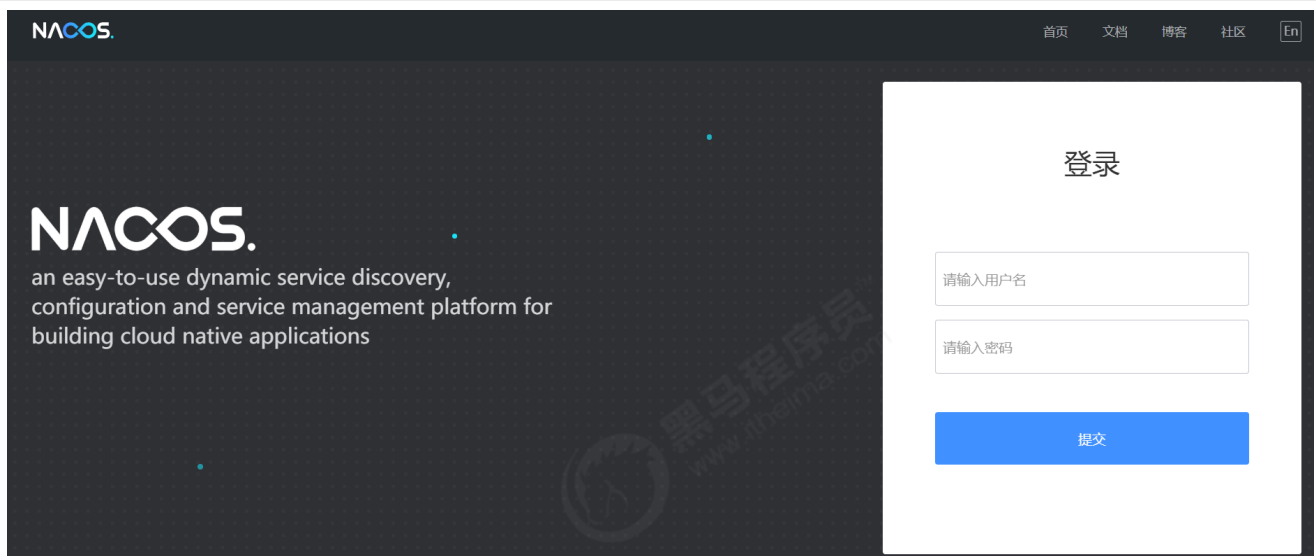 NACOS.
首页 文档 博客 社区 En
登录
NACOS.
an easy-to-use dynamic service discovery,
configuration and service management platform for
building cloud native applications
请输入用户名
请输入密码
提交
黑马程序员
www.itheima.com